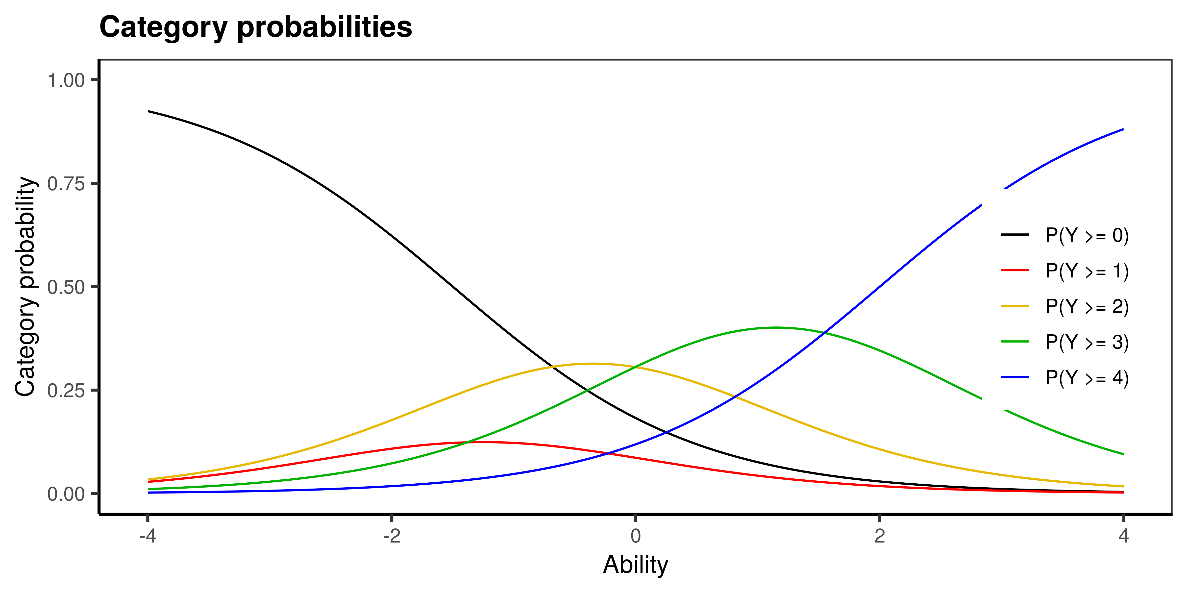 Category probabilities
Category probability
1.00
0.75
0.50
0.25
0.00
P(Y >= 0)
P(Y >= 1)
P(Y >= 2)
P(Y >= 3)
P(Y >= 4)
-4
-2
0
2
4
Ability